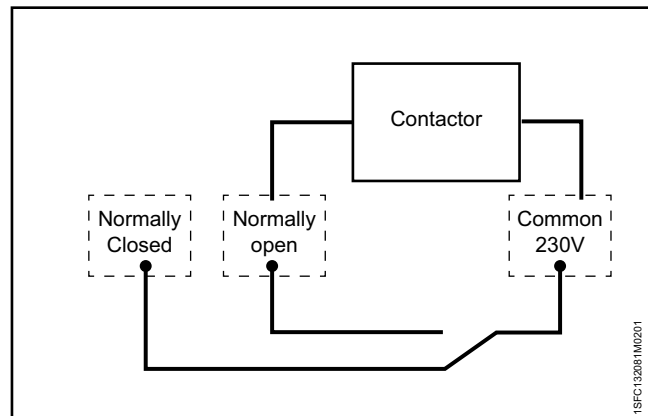 Contactor
Normally
Closed
Normally
open
Common
230V
1SFC132081M0201